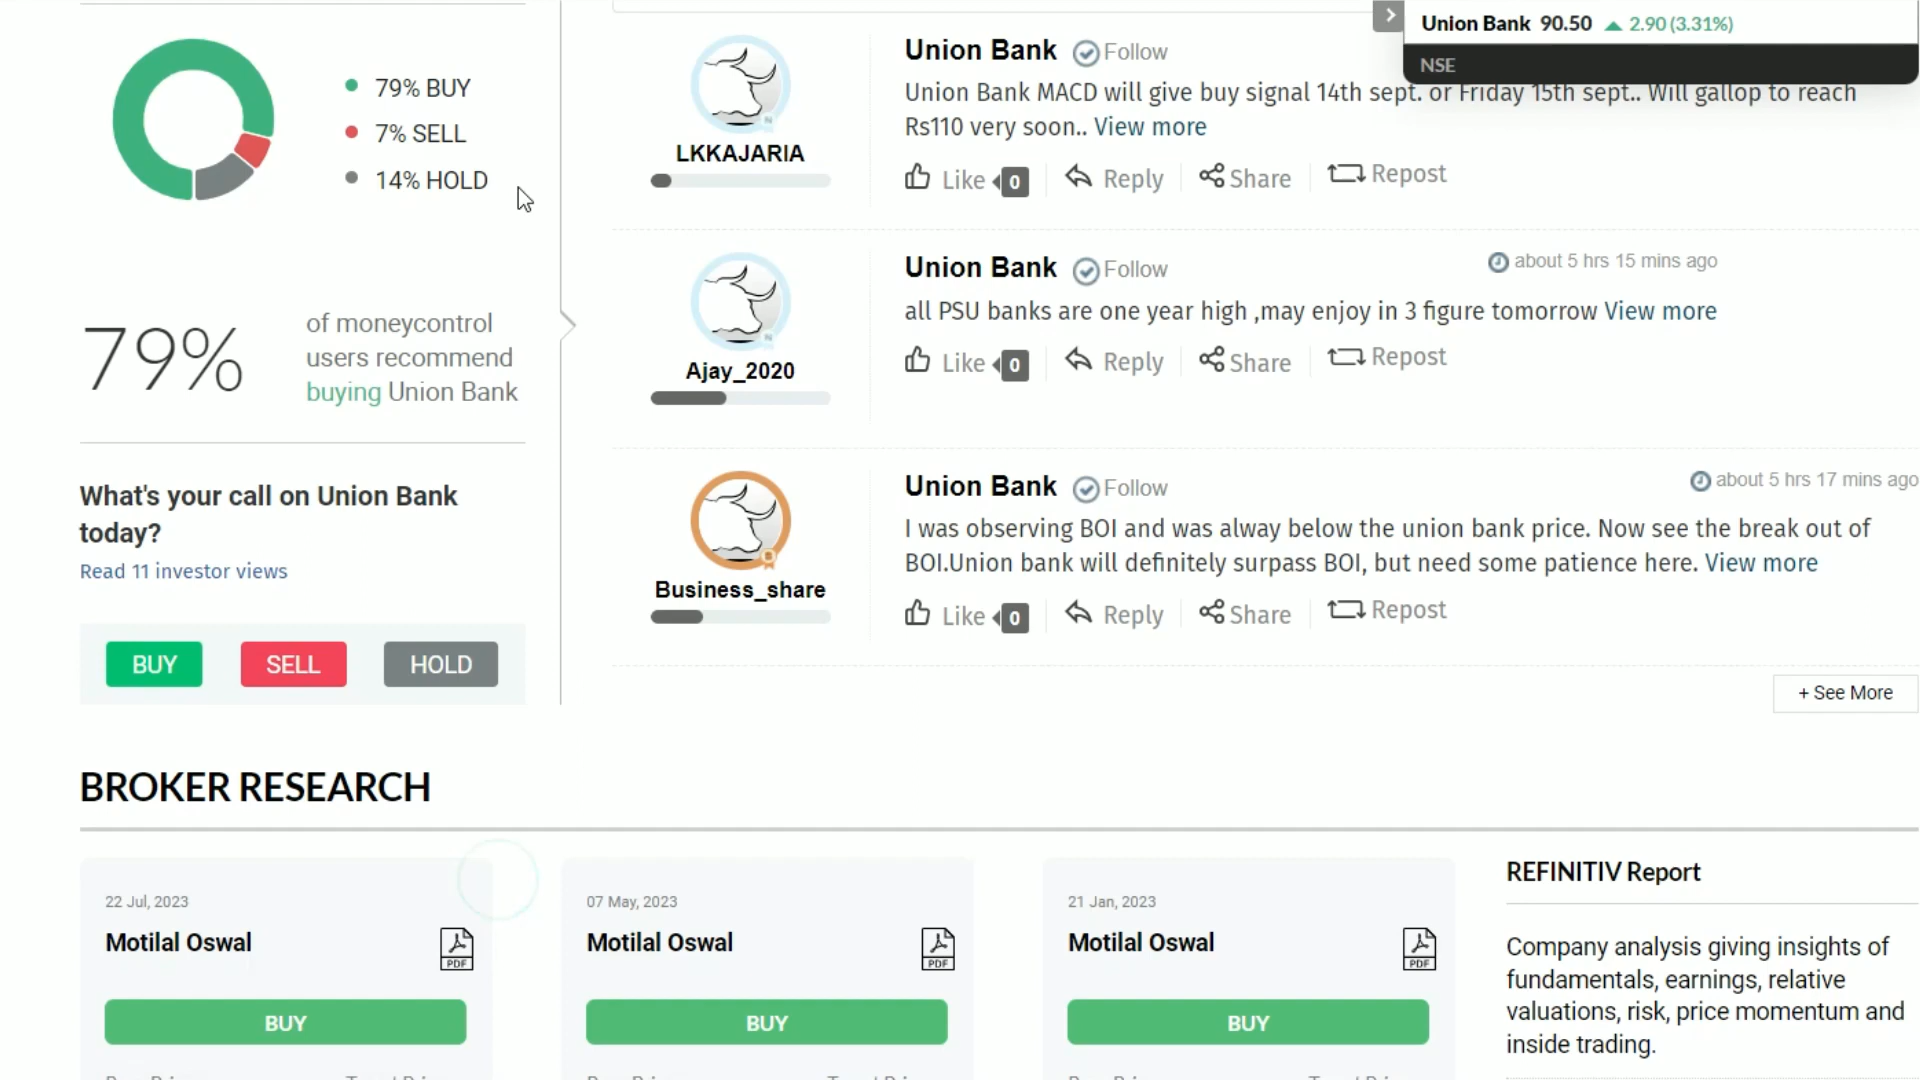 79% BUY
7% SELL
14% HOLD
79%
of moneycontrol
users recommend
buying Union Bank
What's your call on Union Bank
today?
Read 11 investor views
BUY
SELL
HOLD
Union Bank 90.50 2.90 (3.31%)
NSE
Union Bank Follow
Union Bank MACD will give buy signal 14th sept. or Friday 15th sept.. Will gallop to reach
Rs110 very soon.. View more
LKKAJARIA
Like 0 Reply Share Repost
Union Bank Follow
about 5 hrs 15 mins ago
all PSU banks are one year high ,may enjoy in 3 figure tomorrow View more
Ajay_2020
Like 0 Reply Share Repost
Union Bank Follow
about 5 hrs 17 mins ago
I was observing BOI and was alway below the union bank price. Now see the break out of
BOI.Union bank will definitely surpass BOI, but need some patience here. View more
Business_share
Like 0 Reply Share Repost
+ See More
BROKER RESEARCH
22 Jul, 2023
Motilal Oswal
PDF
BUY
07 May, 2023
Motilal Oswal
PDF
BUY
21 Jan, 2023
Motilal Oswal
PDF
BUY
REFINITIV Report
Company analysis giving insights of
fundamentals, earnings, relative
valuations, risk, price momentum and
inside trading.